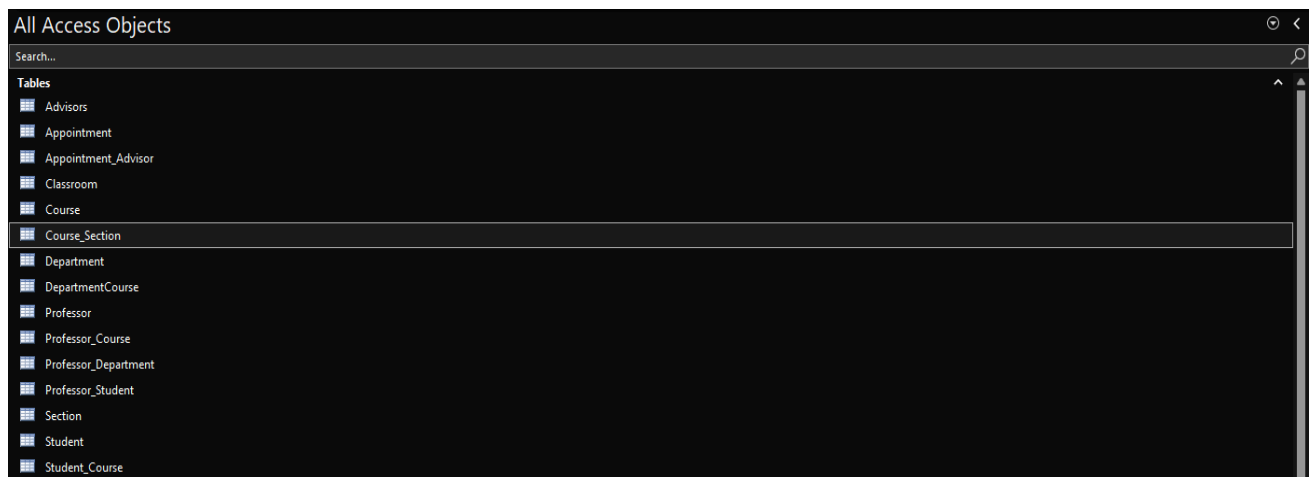 All Access Objects
Search...
Tables
Advisors
Appointment
Appointment_Advisor
Classroom
Course
Course_Section
Department
DepartmentCourse
Professor
Professor_Course
Professor_Department
Professor_Student
Section
Student
Student_Course